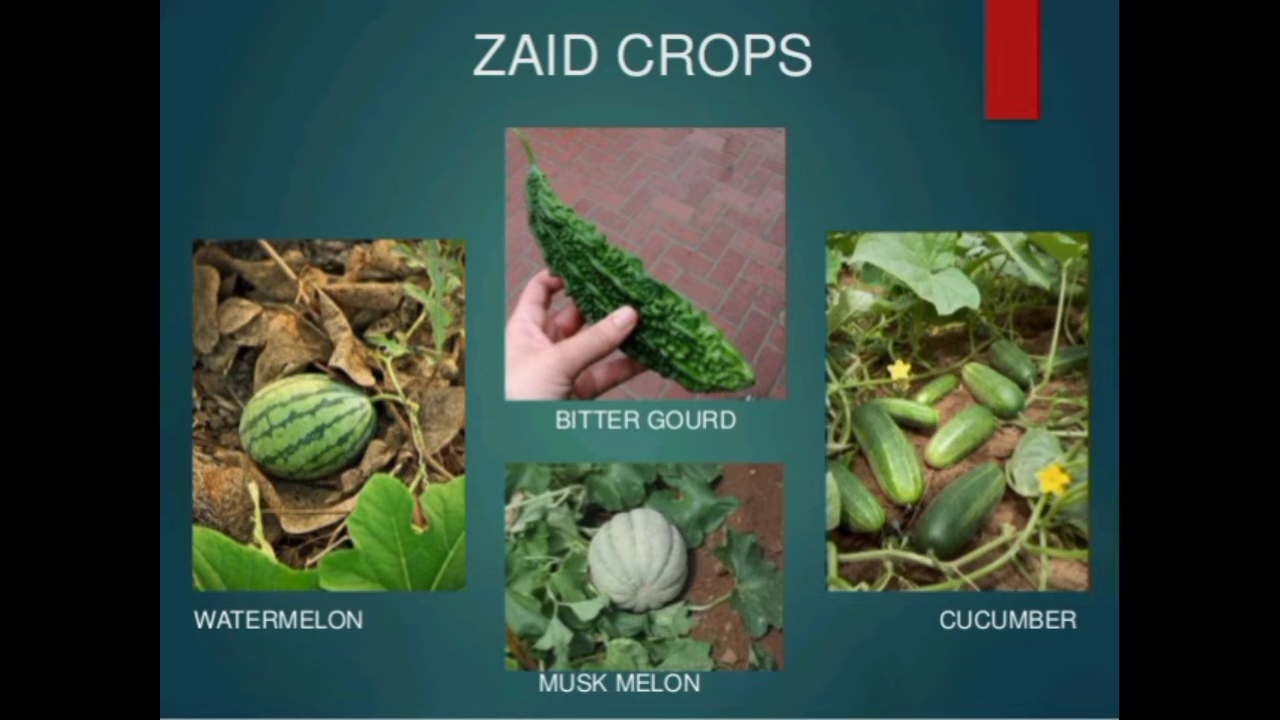 ZAID CROPS
BITTER GOURD
WATERMELON
CUCUMBER
MUSK MELON